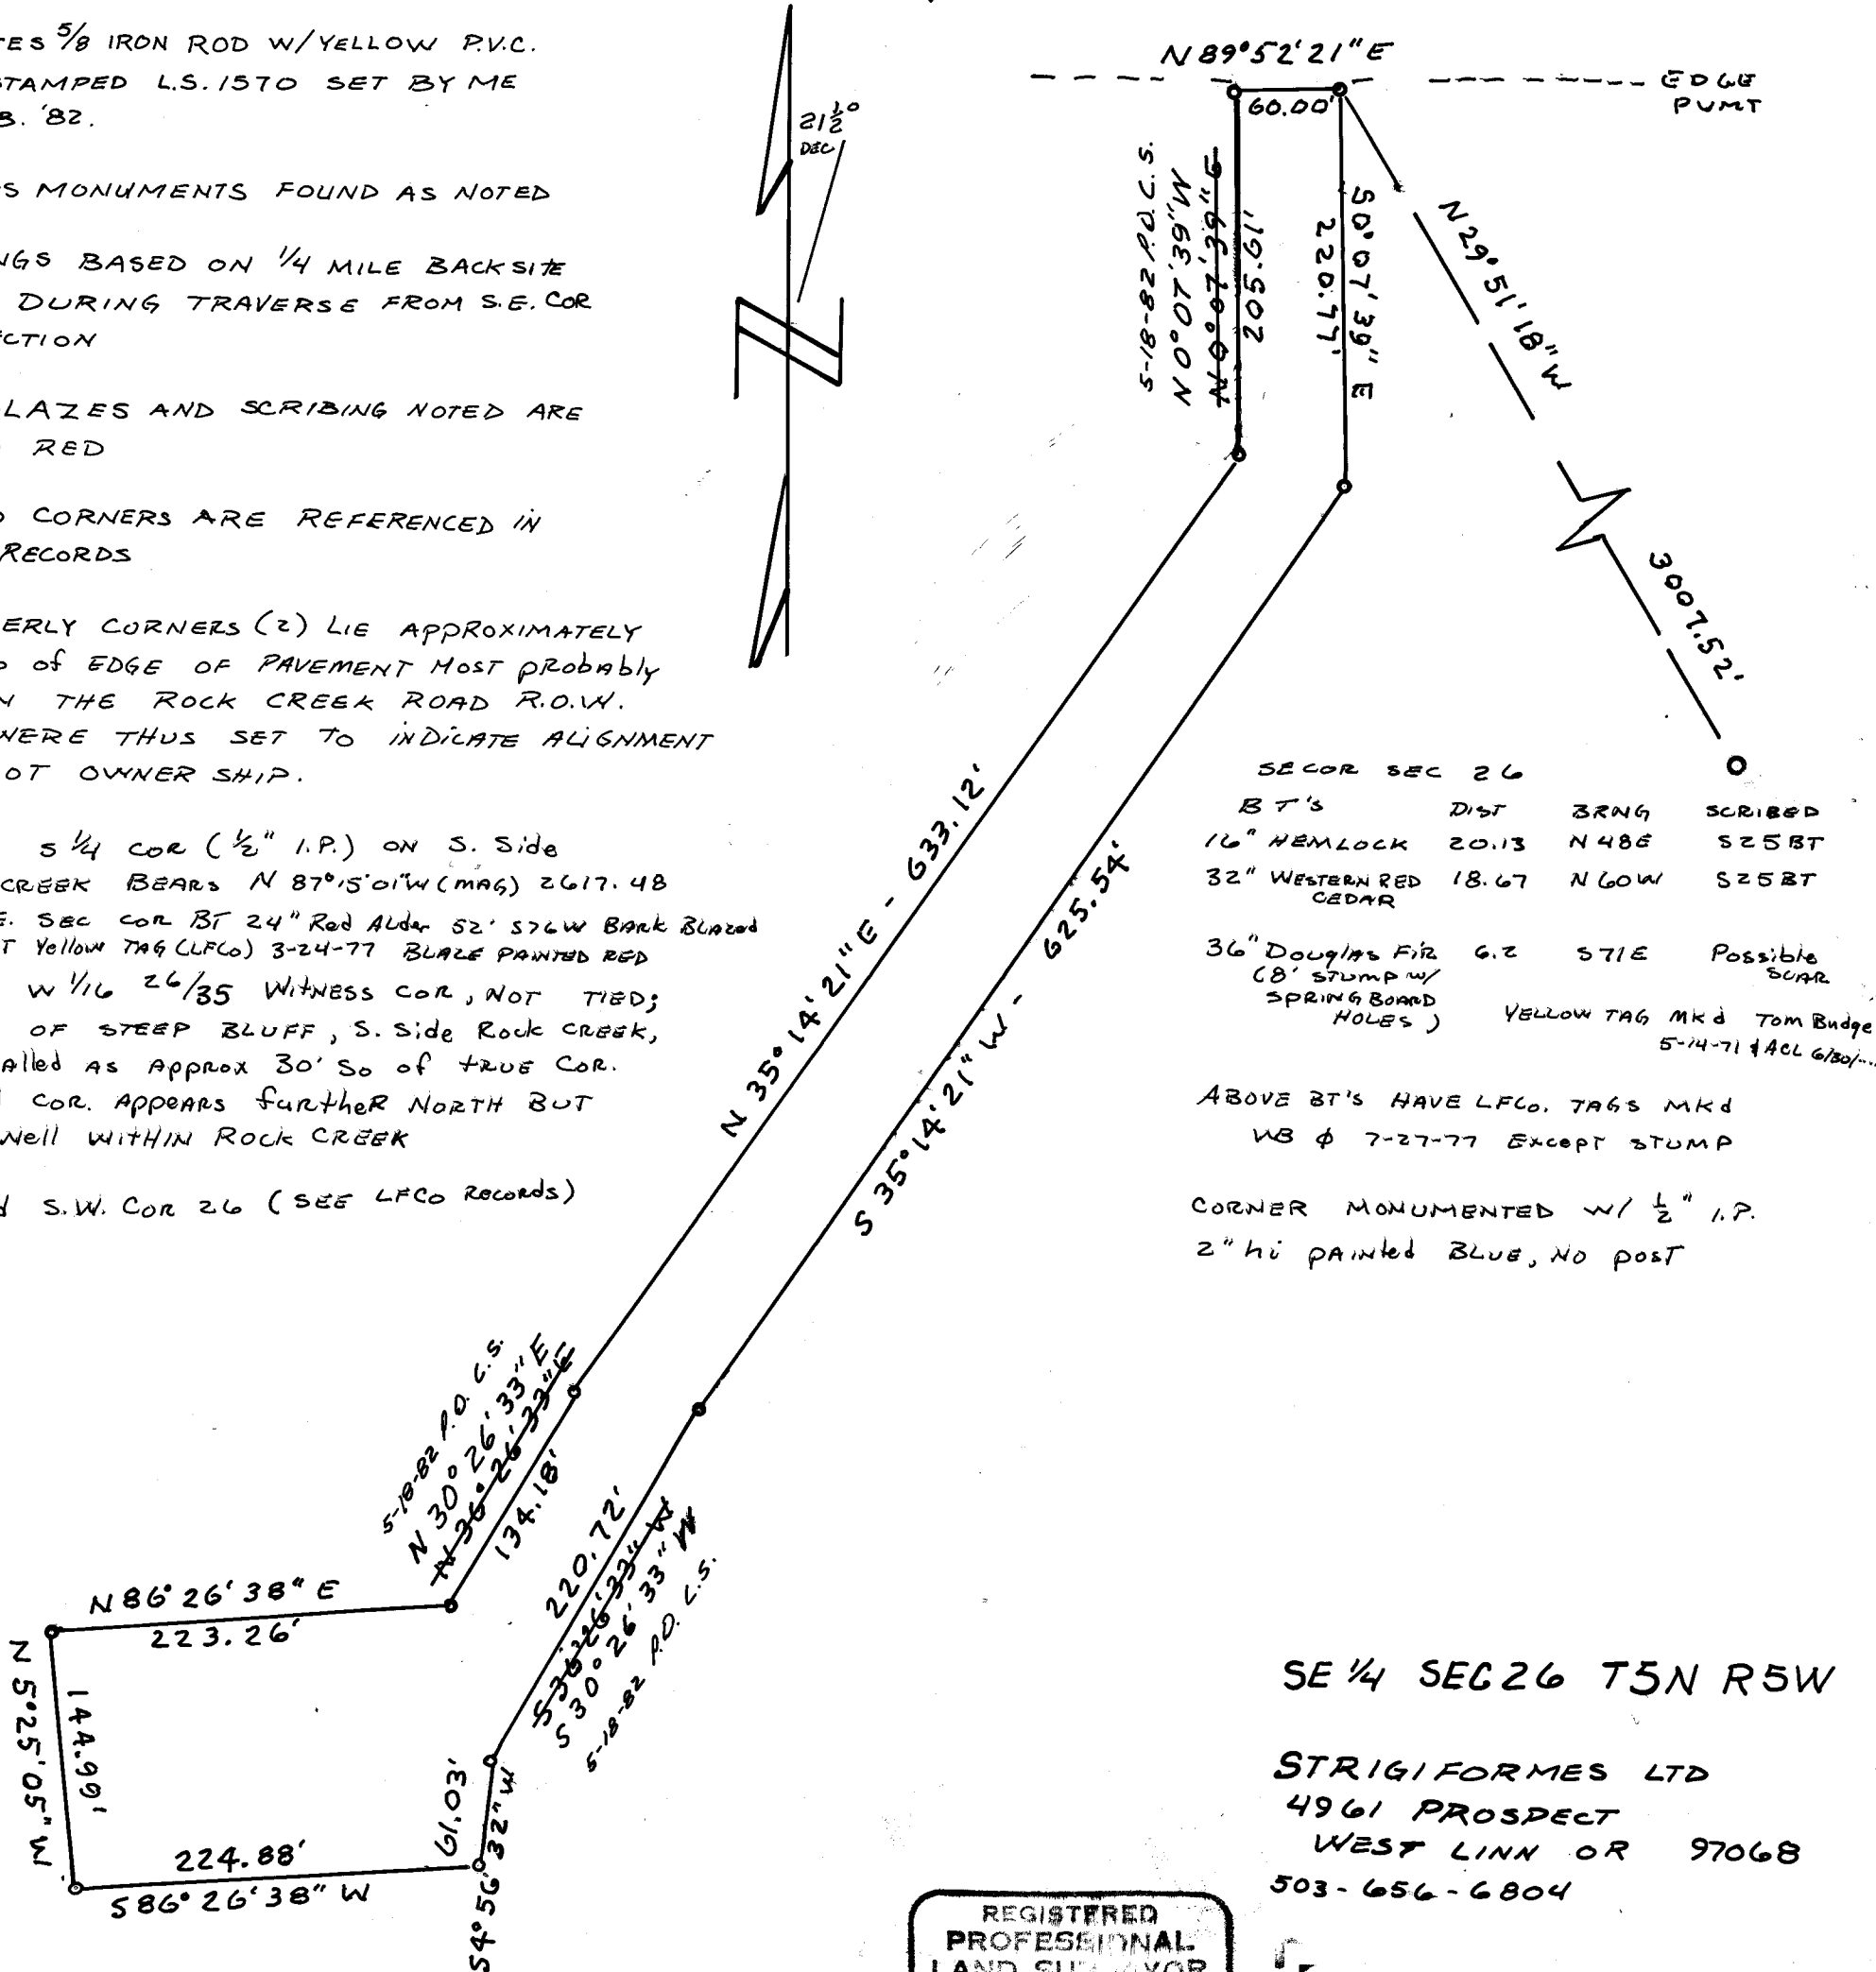 TES 5/8 IRON ROD W/YELLOW P.V.C.
STAMPED L.S. 1570 SET BY ME
B. '82.
S MONUMENTS FOUND AS NOTED
NGS BASED ON 1/4 MILE BACKSITE
DURING TRAVERSE FROM S.E. COR
ECTION
LAZES AND SCRIBING NOTED ARE
RED
CORNERS ARE REFERENCED IN
RECORDS
ERLY CORNERS (2) LIE APPROXIMATELY
of EDGE OF PAVEMENT MOST PRObAbly
THE ROCK CREEK ROAD R.O.W.
WERE THUS SET TO INDICATE ALIGNMENT
OT OWNER SHIP.
S 1/4 COR (1/2" I.P.) ON S. Side
CREEK BEARS N 87°15'01"W (MAG) 2617.48
E. SEC COR BT 24" Red Alder 52' S76W BARK BLAZED
T Yellow TAG (LFCo) 3-24-77 BLAZE PAINTED RED
W 1/16 26/35 WITNESS COR, NOT TIED;
OF STEEP BLUFF, S. Side Rock CREEK,
alled AS Approx 30' So of tRUE COR.
COR. APPEARS furtheR NORTH BUT
Well WITHIN ROCK CREEK
d S.W. COR 26 (SEE LFCo RECORDS)
21½°
DEC
N 89°52'21" E
60.00'
EDGE
PVMT
5-18-82 P.O.C.S.
N 0°07'39" W
N 0°07'39" E
205.61'
S 0°07'39" E
220.77'
N 29°51'18" W
3007.52'
N 35°14'21" E - 633.12'
S 35°14'21" W - 625.54'
SE COR SEC 26
BT'S DIST BRNG SCRIBED
16" HEMLOCK 20.13 N 48E S25BT
32" WESTERN RED 18.67 N 60W S25BT
CEDAR
36" Douglas FiR 6.2 S71E Possible
SCAR
(8' STUMP W/
SPRING BOARD
HOLES)
YELLOW TAG MKd Tom Budge
5-14-71 & ACL 6/30/--
ABOVE BT'S HAVE LFCo. TAGS MKd
WB φ 7-27-77 EXCEPT STUMP
CORNER MONUMENTED W/ 1/2" I.P.
2" hi PAINted BLUE, NO POST
5-18-82 P.O. C.S.
N 30°26'33" E
N 36°26'33" E
134.18'
220.72'
S 36°26'33" W
S 30°26'33" W
5-18-82 P.O. C.S.
N 86°26'38" E
223.26'
N 5°25'05" W
144.99'
224.88'
S 86°26'38" W
61.03'
S 4°56'32" W
SE 1/4 SEC 26 T5N R5W
STRIGIFORMES LTD
4961 PROSPECT
WEST LINN OR 97068
503-656-6804
REGISTERED
PROFESSIONAL
LAND SURVEYOR